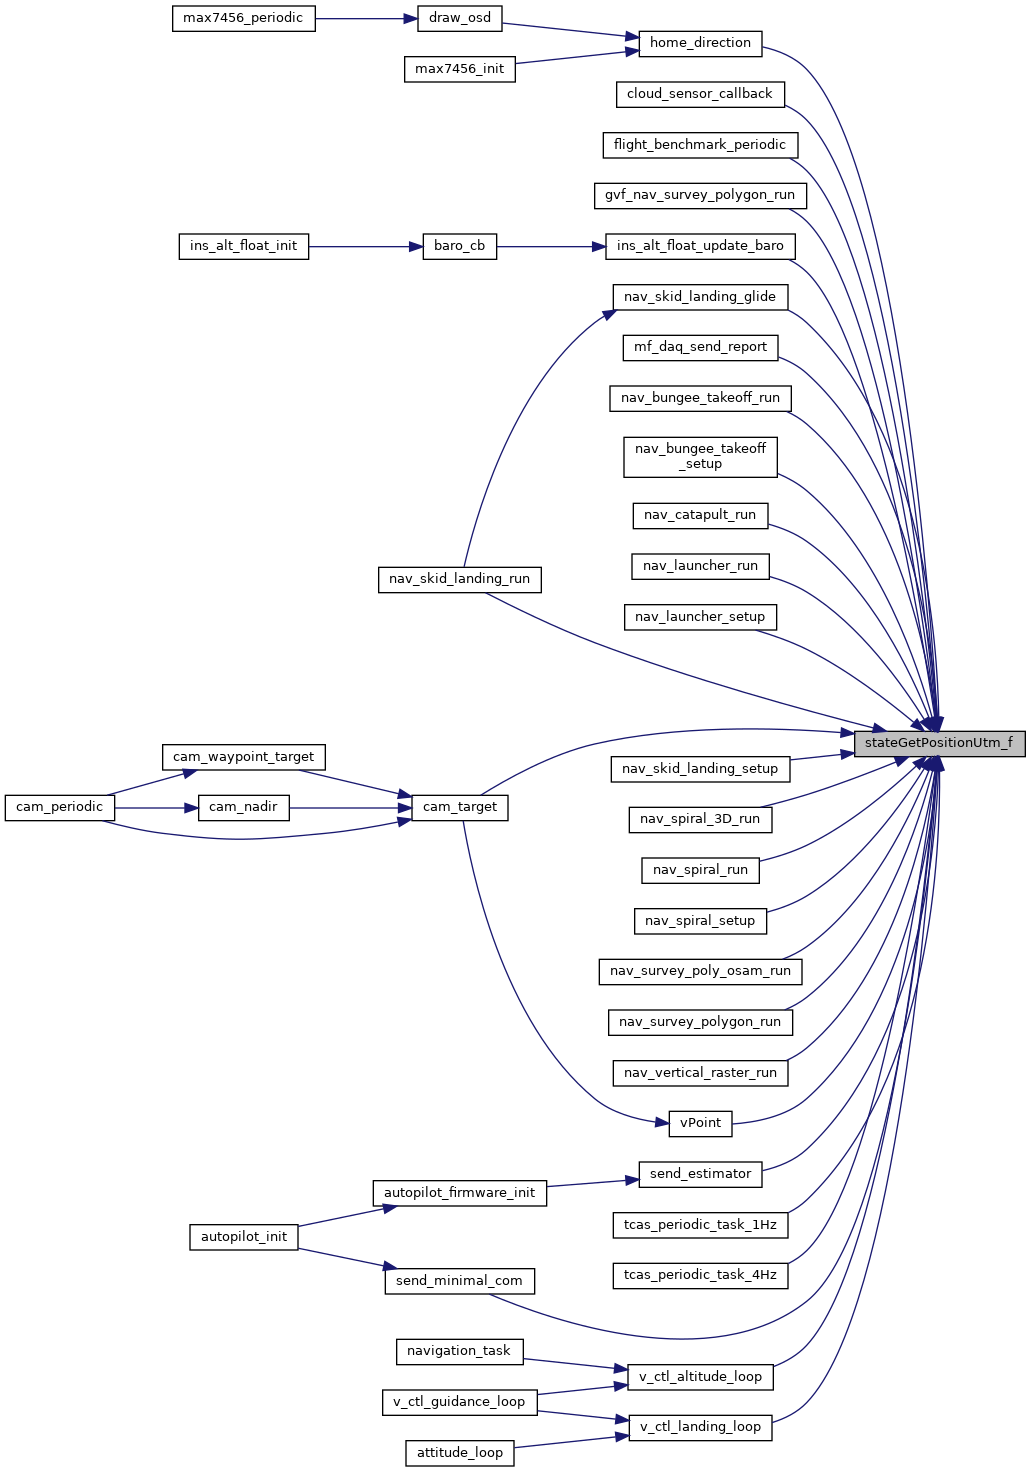 max7456_periodic
draw_osd
home_direction
max7456_init
cloud_sensor_callback
flight_benchmark_periodic
gvf_nav_survey_polygon_run
ins_alt_float_init
baro_cb
ins_alt_float_update_baro
nav_skid_landing_glide
mf_daq_send_report
nav_bungee_takeoff_run
nav_bungee_takeoff
_setup
nav_catapult_run
nav_launcher_run
nav_skid_landing_run
nav_launcher_setup
stateGetPositionUtm_f
cam_waypoint_target
nav_skid_landing_setup
cam_periodic
cam_nadir
cam_target
nav_spiral_3D_run
nav_spiral_run
nav_spiral_setup
nav_survey_poly_osam_run
nav_survey_polygon_run
nav_vertical_raster_run
vPoint
send_estimator
autopilot_firmware_init
tcas_periodic_task_1Hz
autopilot_init
tcas_periodic_task_4Hz
send_minimal_com
navigation_task
v_ctl_altitude_loop
v_ctl_guidance_loop
v_ctl_landing_loop
attitude_loop